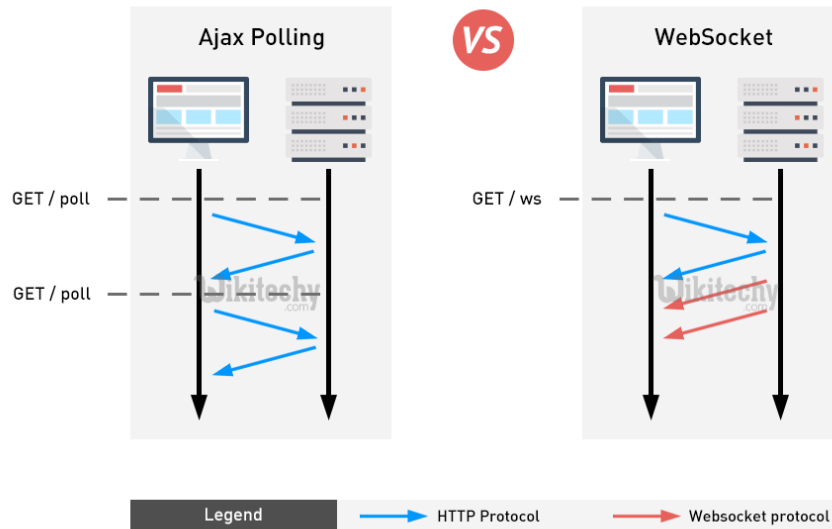 Ajax Polling
VS
WebSocket
GET / poll
GET / ws
GET / poll
Wikitechy
.com
Wikitechy
.com
Legend
HTTP Protocol
Websocket protocol